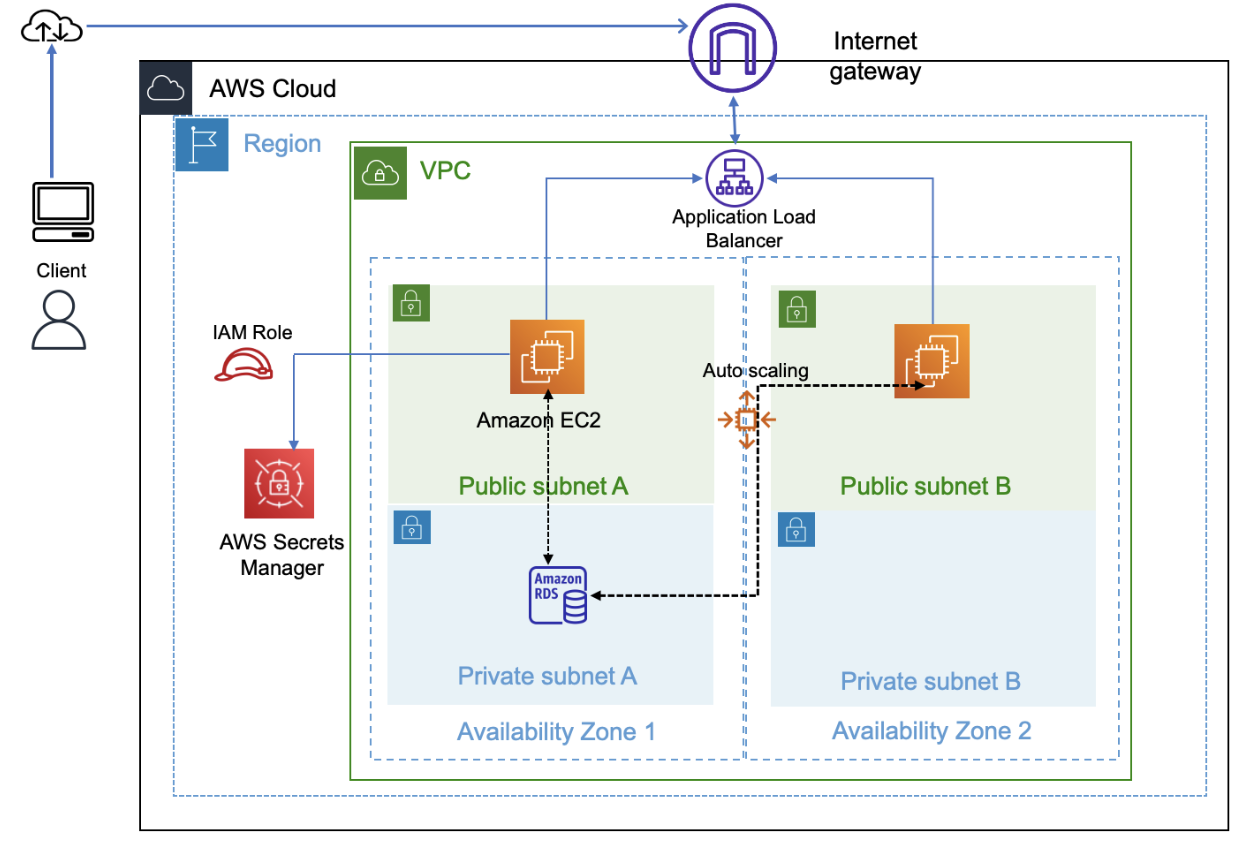 Internet
gateway
AWS Cloud
Region
VPC
Application Load
Balancer
Client
IAM Role
Auto scaling
Amazon EC2
Public subnet A
Public subnet B
AWS Secrets
Manager
Amazon
RDS
Private subnet A
Private subnet B
Availability Zone 1
Availability Zone 2